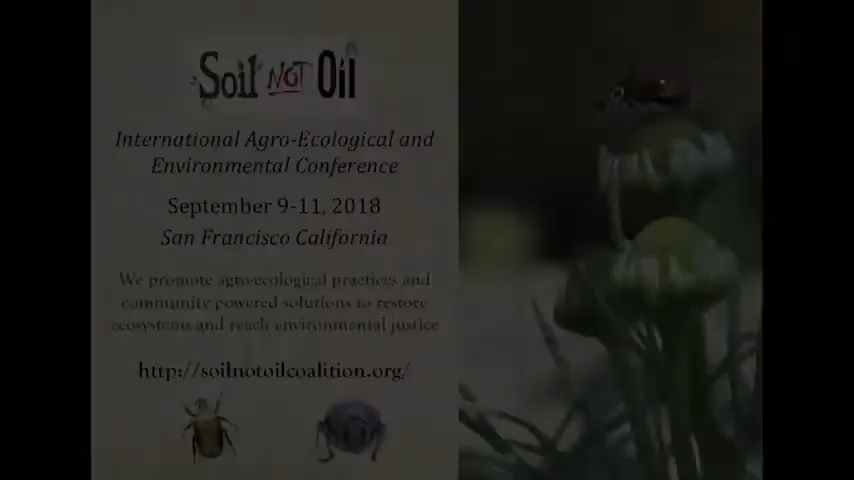 Soil NOT Oil
International Agro-Ecological and
Environmental Conference
September 9-11, 2018
San Francisco California
We promote agro-ecological practices and
community powered solutions to restore
ecosystems and reach environmental justice
http://soilnotoilcoalition.org/